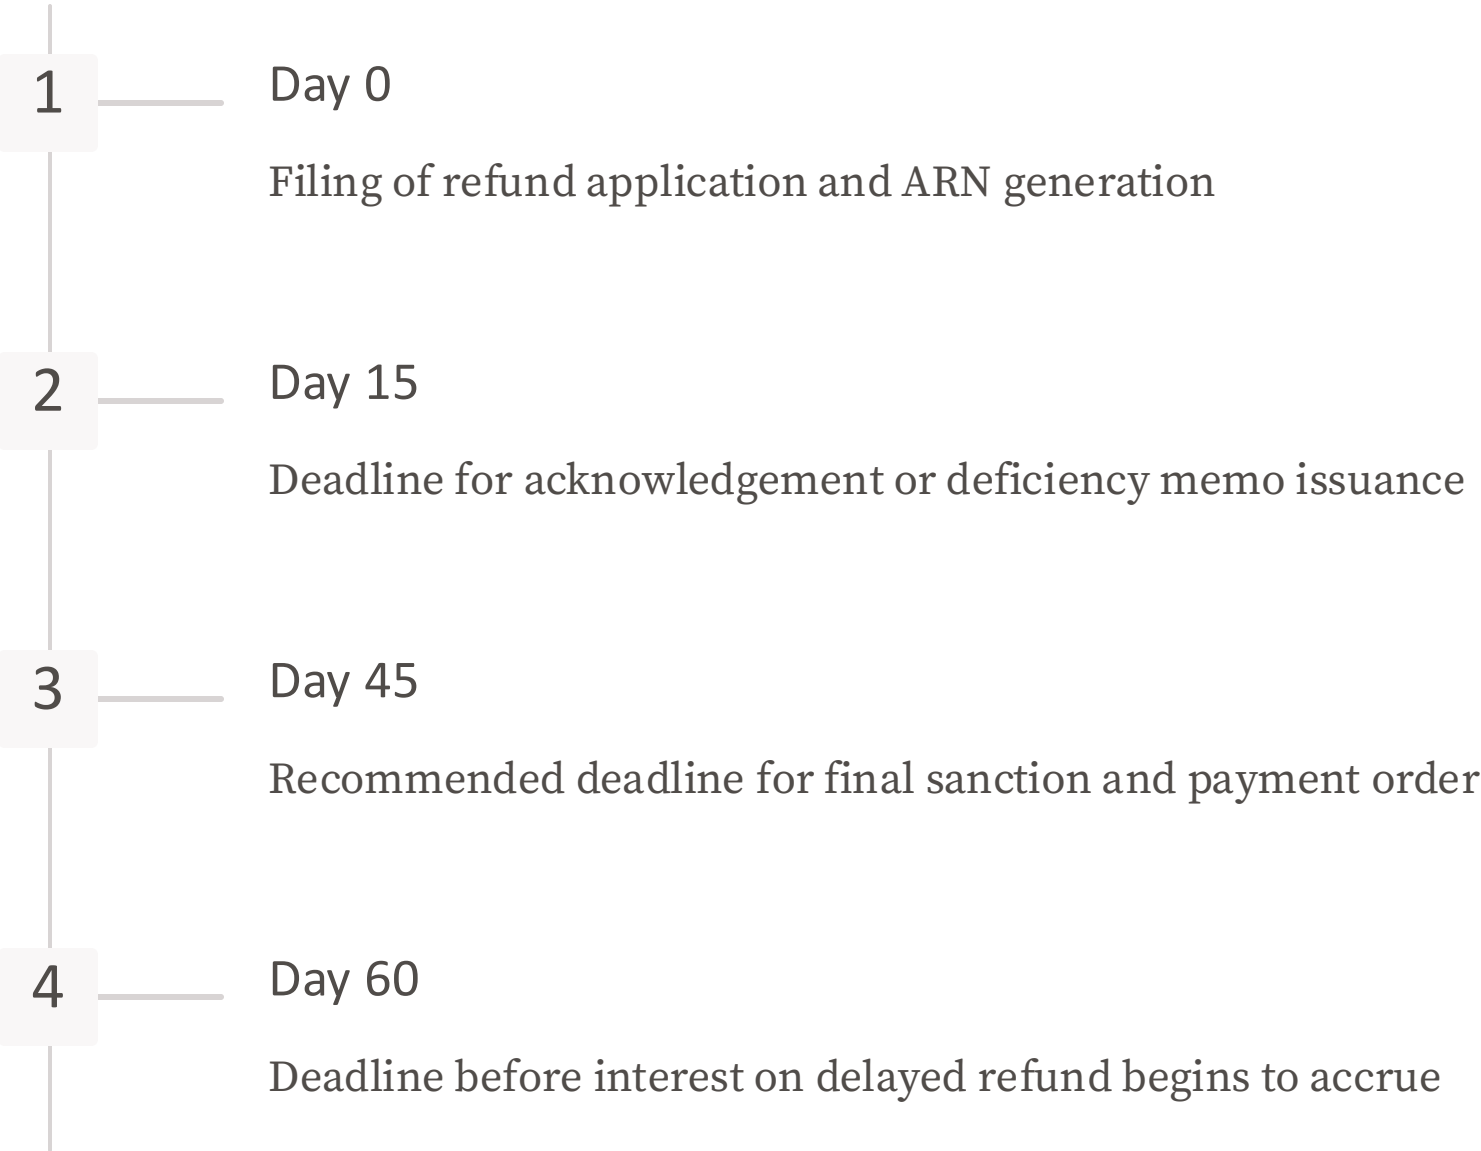 1
Day 0
Filing of refund application and ARN generation
2
Day 15
Deadline for acknowledgement or deficiency memo issuance
3
Day 45
Recommended deadline for final sanction and payment order
4
Day 60
Deadline before interest on delayed refund begins to accrue